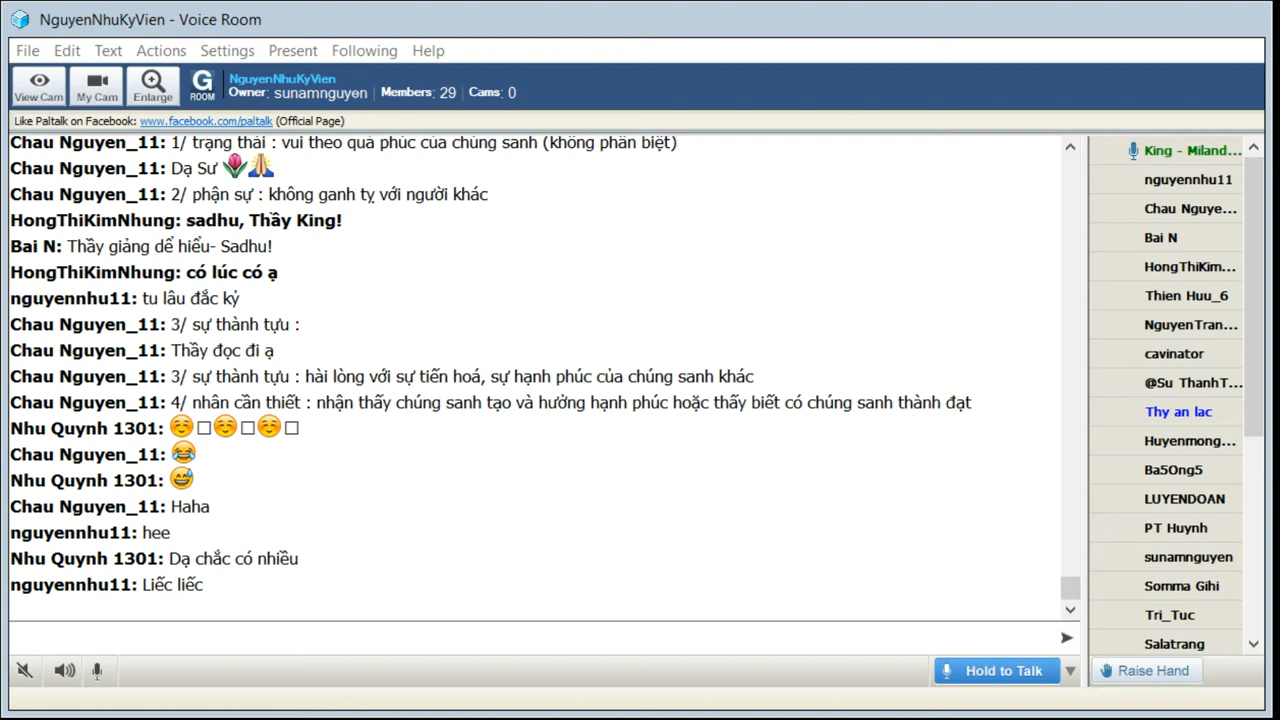 NguyenNhuKyVien - Voice Room
File Edit Text Actions Settings Present Following Help
View Cam My Cam Enlarge G ROOM
NguyenNhuKyVien
Owner: sunamnguyen | Members: 29 | Cams: 0
Like Paltalk on Facebook: www.facebook.com/paltalk (Official Page)
Chau Nguyen_11: 1/ trạng thái : vui theo quả phúc của chúng sanh (không phân biệt)
Chau Nguyen_11: Dạ Sư 🌷🙏
Chau Nguyen_11: 2/ phận sự : không ganh tỵ với người khác
HongThiKimNhung: sadhu, Thầy King!
Bai N: Thầy giảng dể hiểu- Sadhu!
HongThiKimNhung: có lúc có ạ
nguyennhu11: tu lâu đắc kỷ
Chau Nguyen_11: 3/ sự thành tựu :
Chau Nguyen_11: Thầy đọc đi ạ
Chau Nguyen_11: 3/ sự thành tựu : hài lòng với sự tiến hoá, sự hạnh phúc của chúng sanh khác
Chau Nguyen_11: 4/ nhân cần thiết : nhận thấy chúng sanh tạo và hưởng hạnh phúc hoặc thấy biết có chúng sanh thành đạt
Nhu Quynh 1301: ☺️□☺️□☺️□
Chau Nguyen_11: 😂
Nhu Quynh 1301: 😅
Chau Nguyen_11: Haha
nguyennhu11: hee
Nhu Quynh 1301: Dạ chắc có nhiều
nguyennhu11: Liếc liếc
King - Miland...
nguyennhu11
Chau Nguye...
Bai N
HongThiKim...
Thien Huu_6
NguyenTran...
cavinator
@Su ThanhT...
Thy an lac
Huyenmong...
Ba5Ong5
LUYENDOAN
PT Huynh
sunamnguyen
Somma Gihi
Tri_Tuc
Salatrang
Hold to Talk
Raise Hand